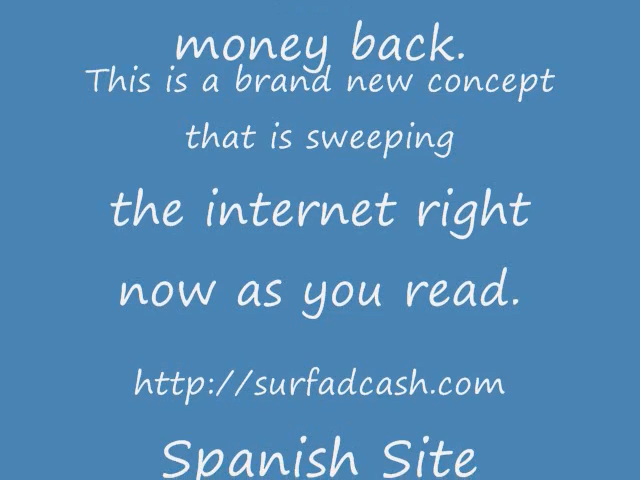 money back.
This is a brand new concept
that is sweeping
the internet right
now as you read.
http://surfadcash.com
Spanish Site